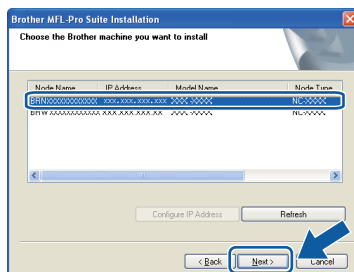 Brother MFL-Pro Suite Installation
Choose the Brother machine you want to install
Node Name IP Address Model Name Node Type
BRNXXXXXXXXXXXX xxx.xxx.xxx.xxx XXX-XXXX NC-XXXX
BRWXXXXXXXXXXXX XXX.XXX.XXX.XX XXX-XXXX NC-XXXX
Configure IP Address Refresh
< Back Next > Cancel